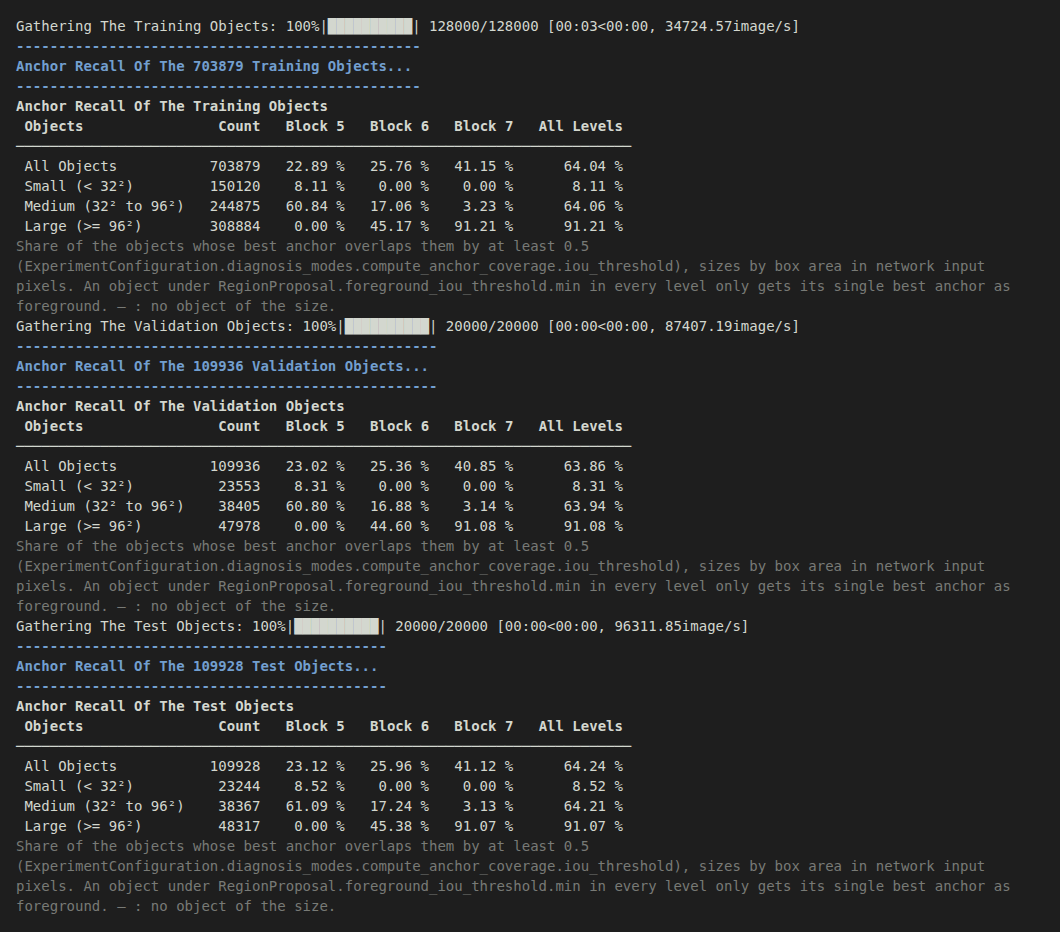 Gathering The Training Objects: 100%|██████████| 128000/128000 [00:03<00:00, 34724.57image/s]
------------------------------------------------
Anchor Recall Of The 703879 Training Objects...
------------------------------------------------
Anchor Recall Of The Training Objects
Objects Count Block 5 Block 6 Block 7 All Levels
All Objects 703879 22.89 % 25.76 % 41.15 % 64.04 %
Small (< 32²) 150120 8.11 % 0.00 % 0.00 % 8.11 %
Medium (32² to 96²) 244875 60.84 % 17.06 % 3.23 % 64.06 %
Large (>= 96²) 308884 0.00 % 45.17 % 91.21 % 91.21 %
Share of the objects whose best anchor overlaps them by at least 0.5
(ExperimentConfiguration.diagnosis_modes.compute_anchor_coverage.iou_threshold), sizes by box area in network input
pixels. An object under RegionProposal.foreground_iou_threshold.min in every level only gets its single best anchor as
foreground. — : no object of the size.
Gathering The Validation Objects: 100%|██████████| 20000/20000 [00:00<00:00, 87407.19image/s]
--------------------------------------------------
Anchor Recall Of The 109936 Validation Objects...
--------------------------------------------------
Anchor Recall Of The Validation Objects
Objects Count Block 5 Block 6 Block 7 All Levels
All Objects 109936 23.02 % 25.36 % 40.85 % 63.86 %
Small (< 32²) 23553 8.31 % 0.00 % 0.00 % 8.31 %
Medium (32² to 96²) 38405 60.80 % 16.88 % 3.14 % 63.94 %
Large (>= 96²) 47978 0.00 % 44.60 % 91.08 % 91.08 %
Share of the objects whose best anchor overlaps them by at least 0.5
(ExperimentConfiguration.diagnosis_modes.compute_anchor_coverage.iou_threshold), sizes by box area in network input
pixels. An object under RegionProposal.foreground_iou_threshold.min in every level only gets its single best anchor as
foreground. — : no object of the size.
Gathering The Test Objects: 100%|██████████| 20000/20000 [00:00<00:00, 96311.85image/s]
--------------------------------------------
Anchor Recall Of The 109928 Test Objects...
--------------------------------------------
Anchor Recall Of The Test Objects
Objects Count Block 5 Block 6 Block 7 All Levels
All Objects 109928 23.12 % 25.96 % 41.12 % 64.24 %
Small (< 32²) 23244 8.52 % 0.00 % 0.00 % 8.52 %
Medium (32² to 96²) 38367 61.09 % 17.24 % 3.13 % 64.21 %
Large (>= 96²) 48317 0.00 % 45.38 % 91.07 % 91.07 %
Share of the objects whose best anchor overlaps them by at least 0.5
(ExperimentConfiguration.diagnosis_modes.compute_anchor_coverage.iou_threshold), sizes by box area in network input
pixels. An object under RegionProposal.foreground_iou_threshold.min in every level only gets its single best anchor as
foreground. — : no object of the size.